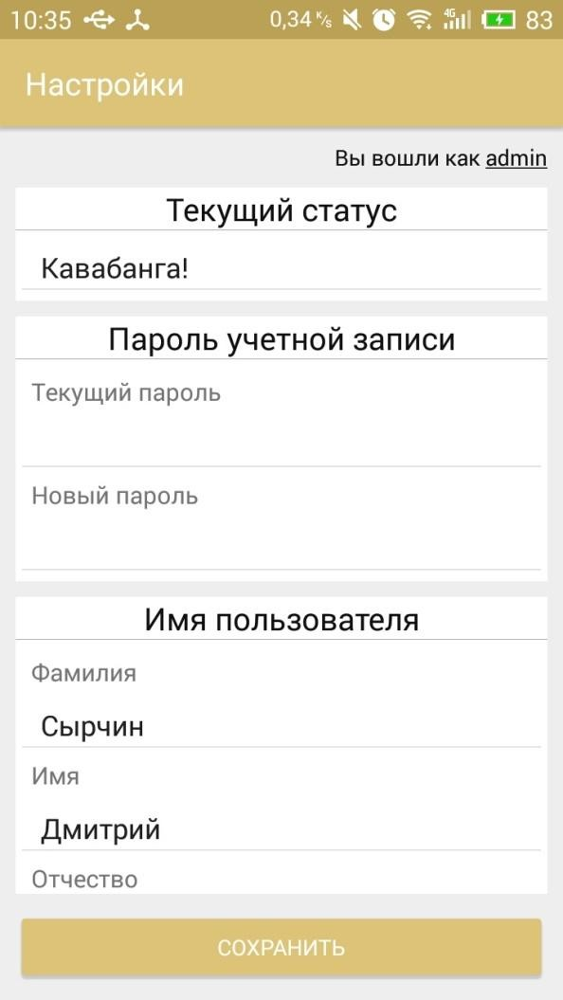 10:35 0,34 K/s 4G 83
Настройки
Вы вошли как admin
Текущий статус
Кавабанга!
Пароль учетной записи
Текущий пароль
Новый пароль
Имя пользователя
Фамилия
Сырчин
Имя
Дмитрий
Отчество
СОХРАНИТЬ